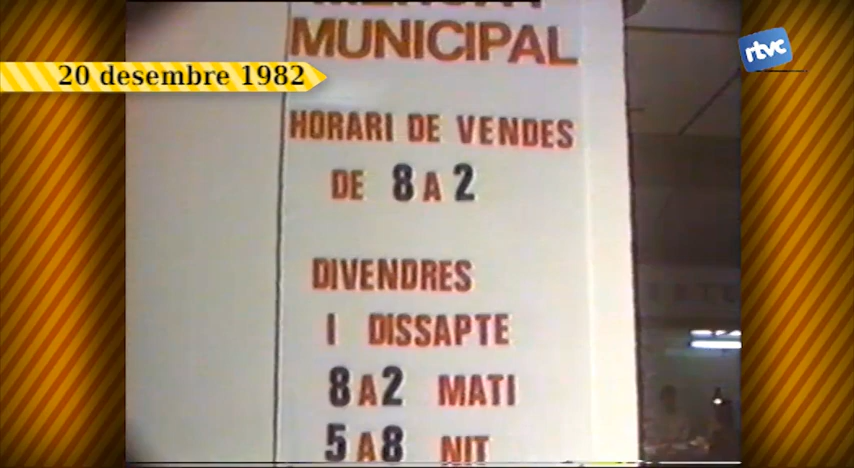 MERCAT
MUNICIPAL
rtvc
20 desembre 1982
HORARI DE VENDES
DE 8 A 2
DIVENDRES
I DISSAPTE
8 A 2 MATI
5 A 8 NIT